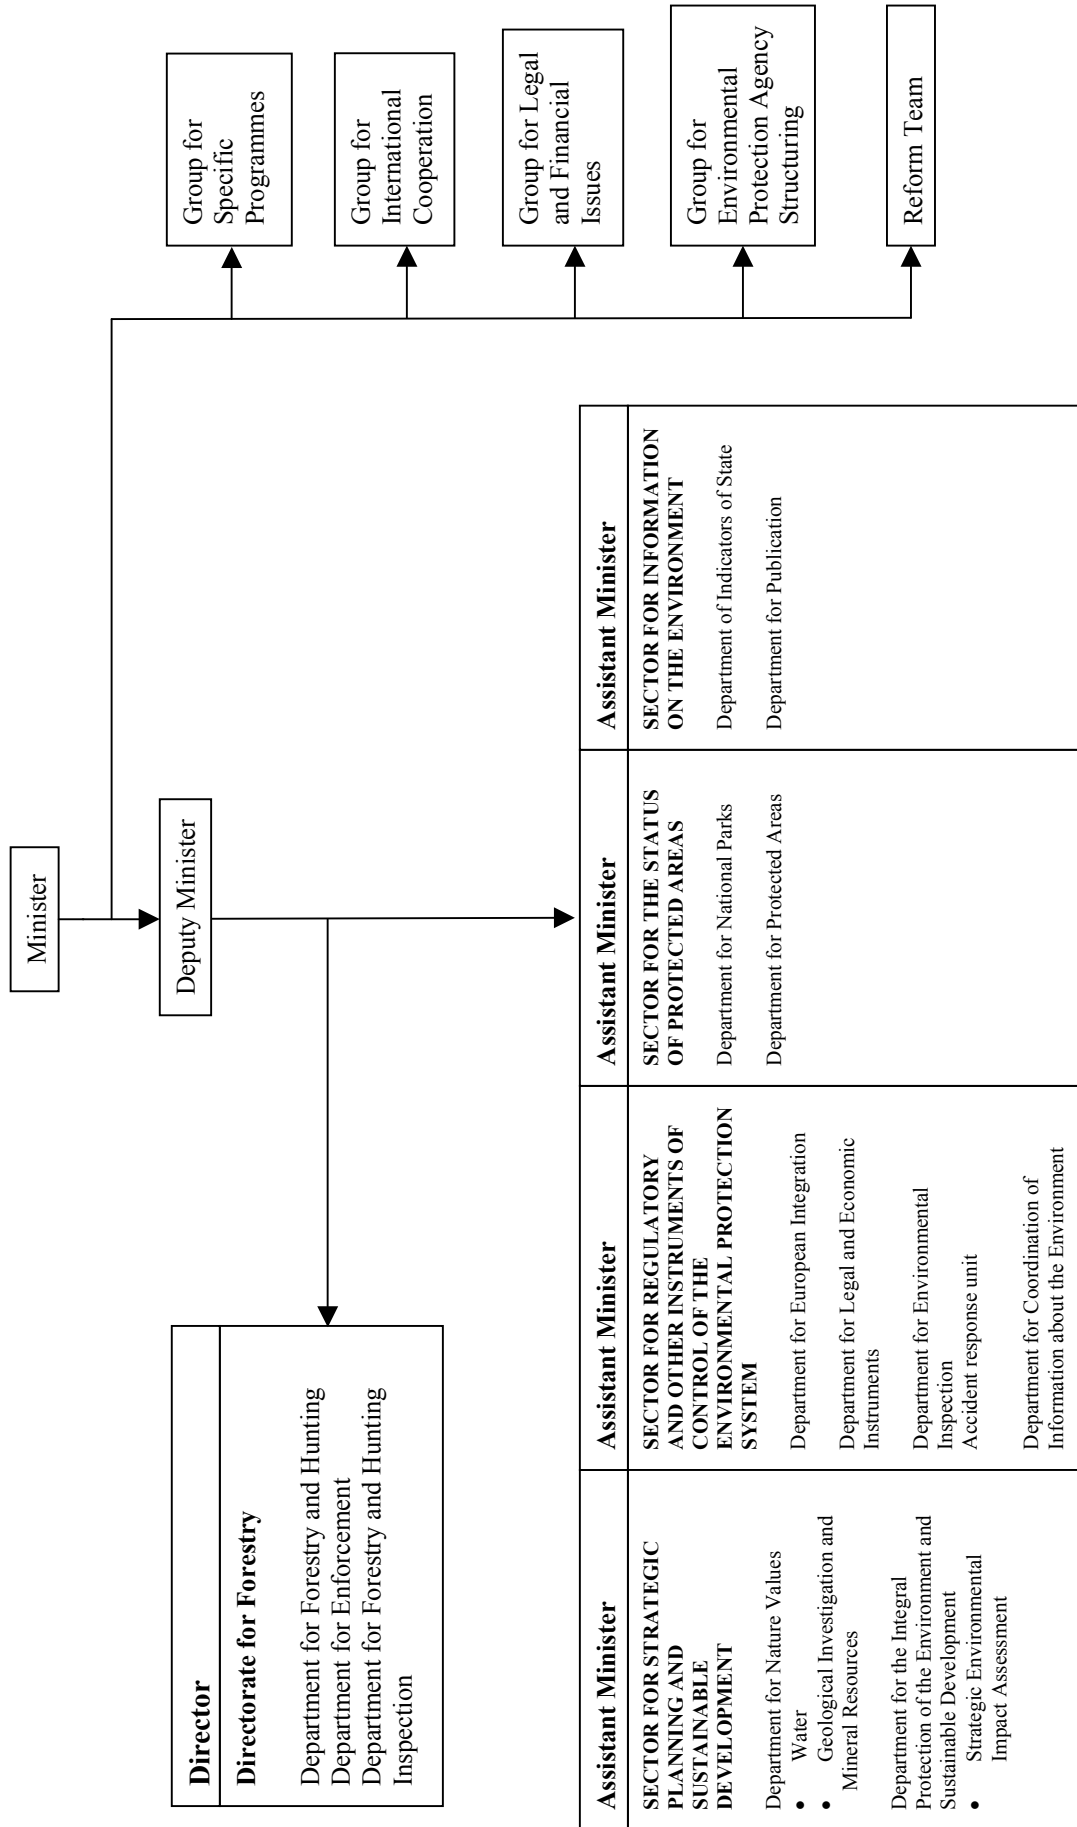 Minister
Deputy Minister
Group for
Specific
Programmes
Group for
International
Cooperation
Group for Legal
and Financial
Issues
Group for
Environmental
Protection Agency
Structuring
Reform Team
Director
Directorate for Forestry
Department for Forestry and Hunting
Department for Enforcement
Department for Forestry and Hunting
Inspection
Assistant Minister
SECTOR FOR STRATEGIC
PLANNING AND
SUSTAINABLE
DEVELOPMENT
Department for Nature Values
• Water
• Geological Investigation and
Mineral Resources
Department for the Integral
Protection of the Environment and
Sustainable Development
• Strategic Environmental
Impact Assessment
Assistant Minister
SECTOR FOR REGULATORY
AND OTHER INSTRUMENTS OF
CONTROL OF THE
ENVIRONMENTAL PROTECTION
SYSTEM
Department for European Integration
Department for Legal and Economic
Instruments
Department for Environmental
Inspection
Accident response unit
Department for Coordination of
Information about the Environment
Assistant Minister
SECTOR FOR THE STATUS
OF PROTECTED AREAS
Department for National Parks
Department for Protected Areas
Assistant Minister
SECTOR FOR INFORMATION
ON THE ENVIRONMENT
Department of Indicators of State
Department for Publication